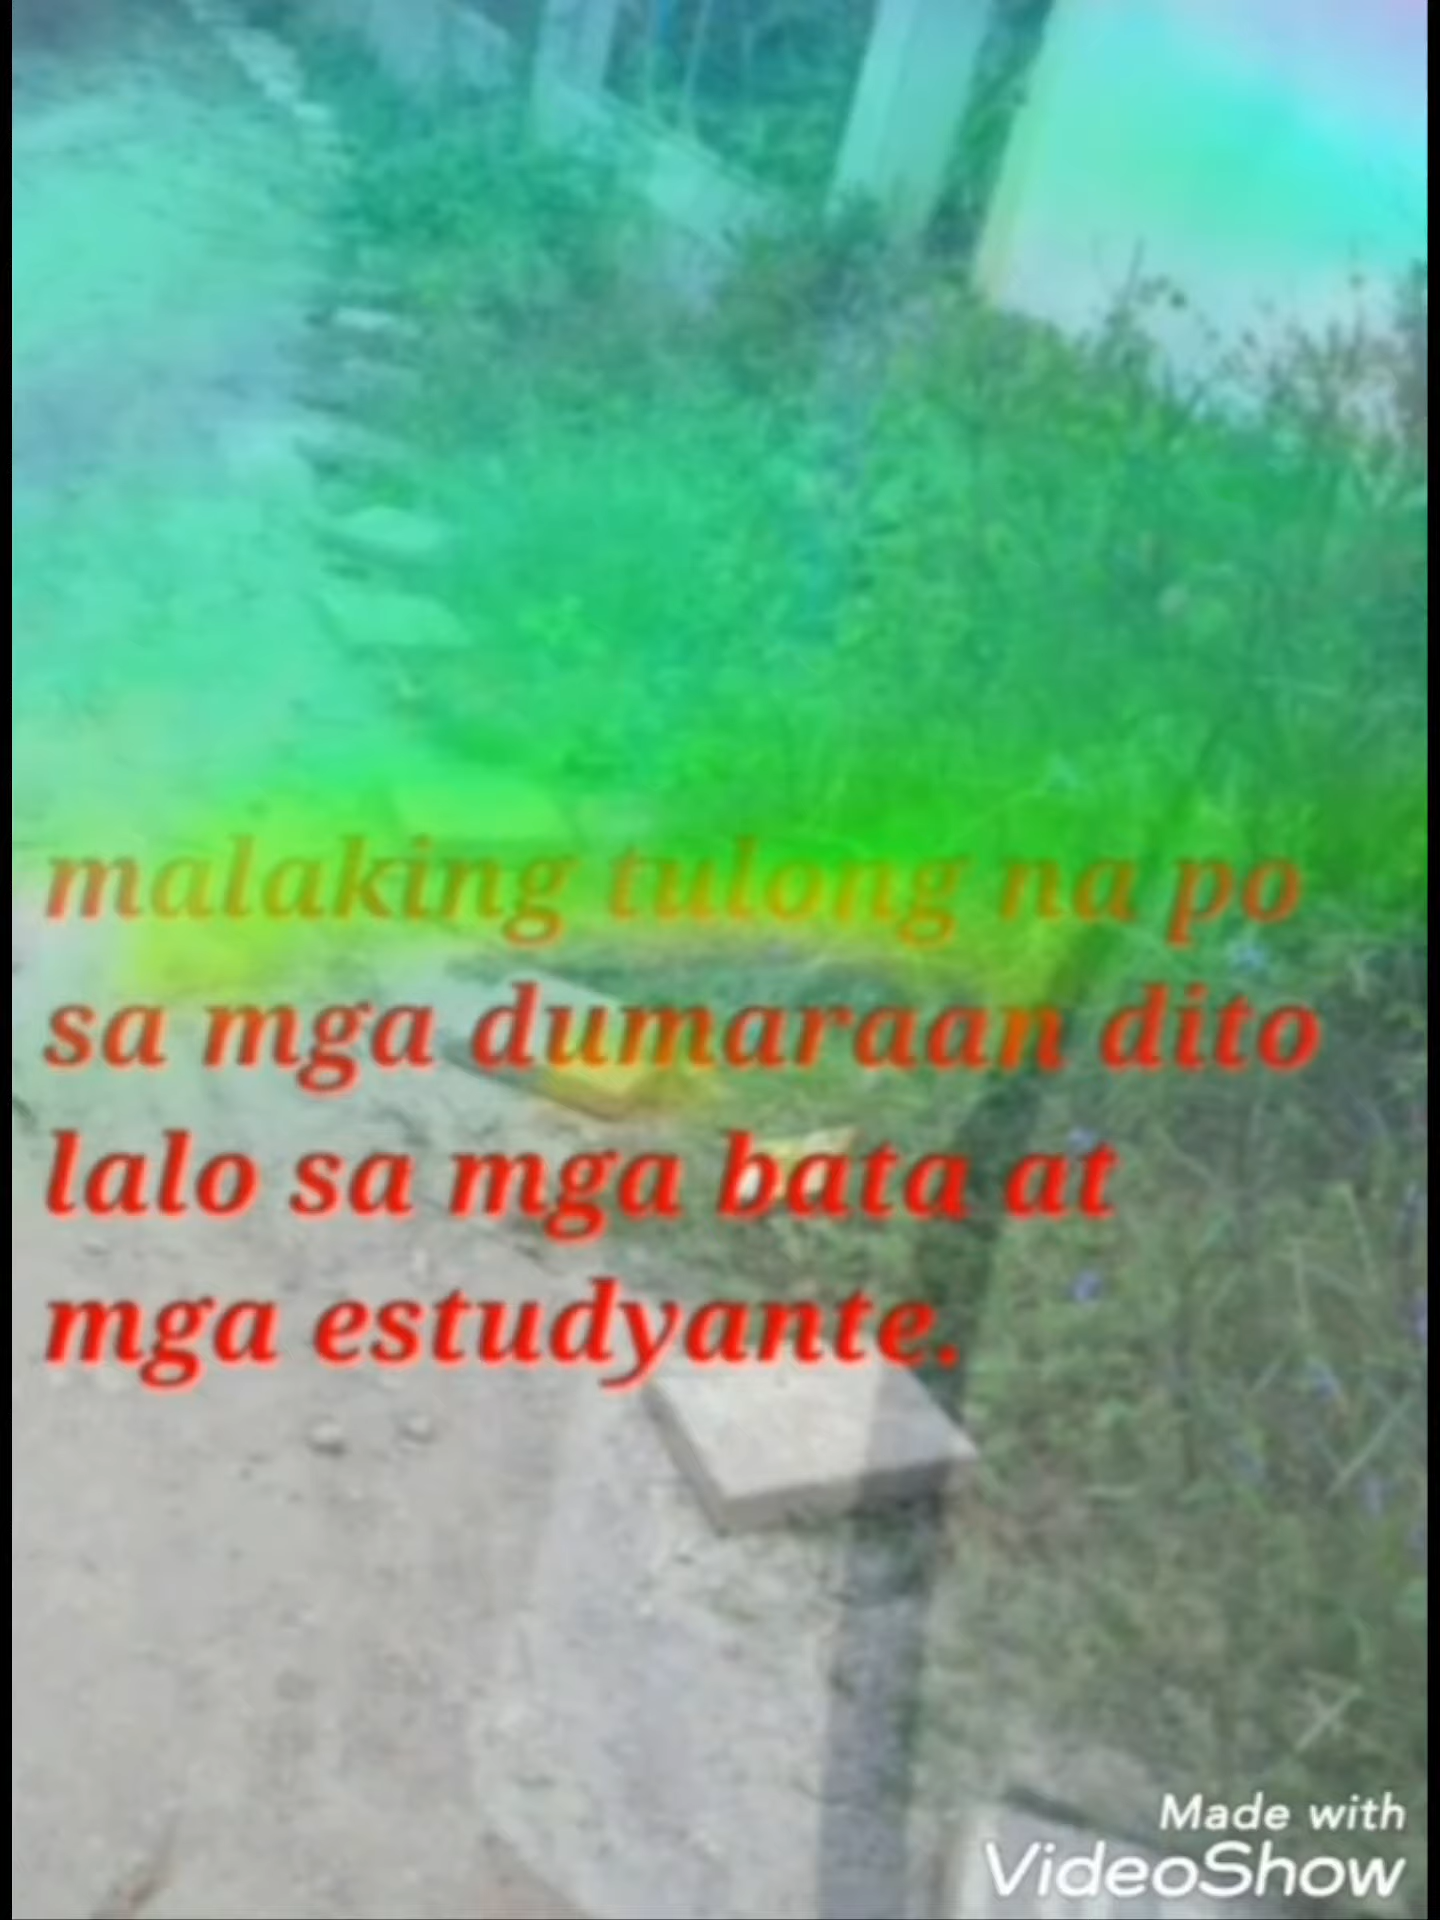 malaking tulong na po
sa mga dumaraan dito
lalo sa mga bata at
mga estudyante.
Made with
VideoShow